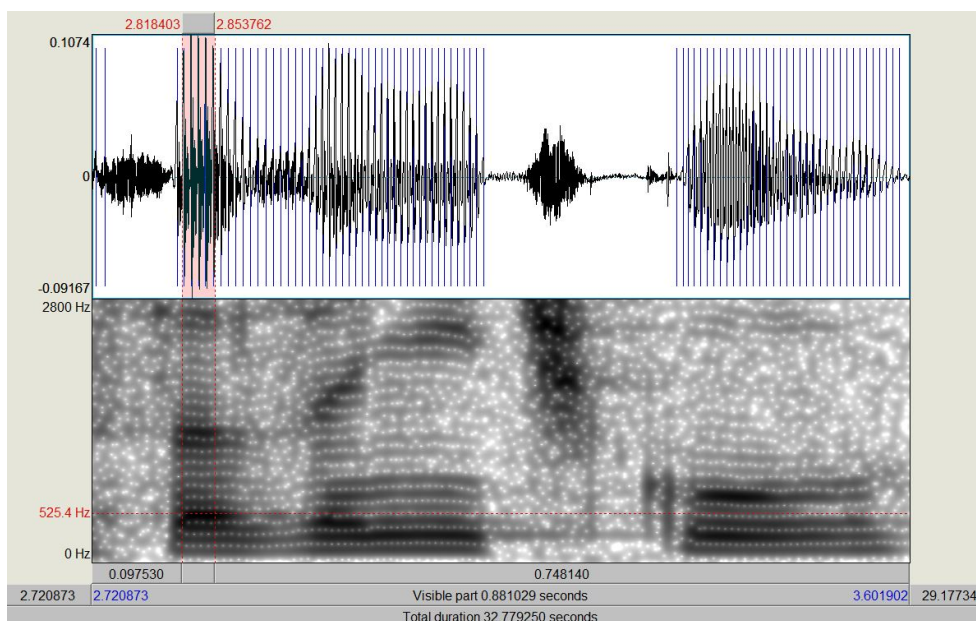 2.818403 2.853762
0.1074
0
-0.09167
2800 Hz
525.4 Hz
0 Hz
0.097530 0.748140
2.720873 2.720873 Visible part 0.881029 seconds 3.601902 29.17734
Total duration 32.779250 seconds